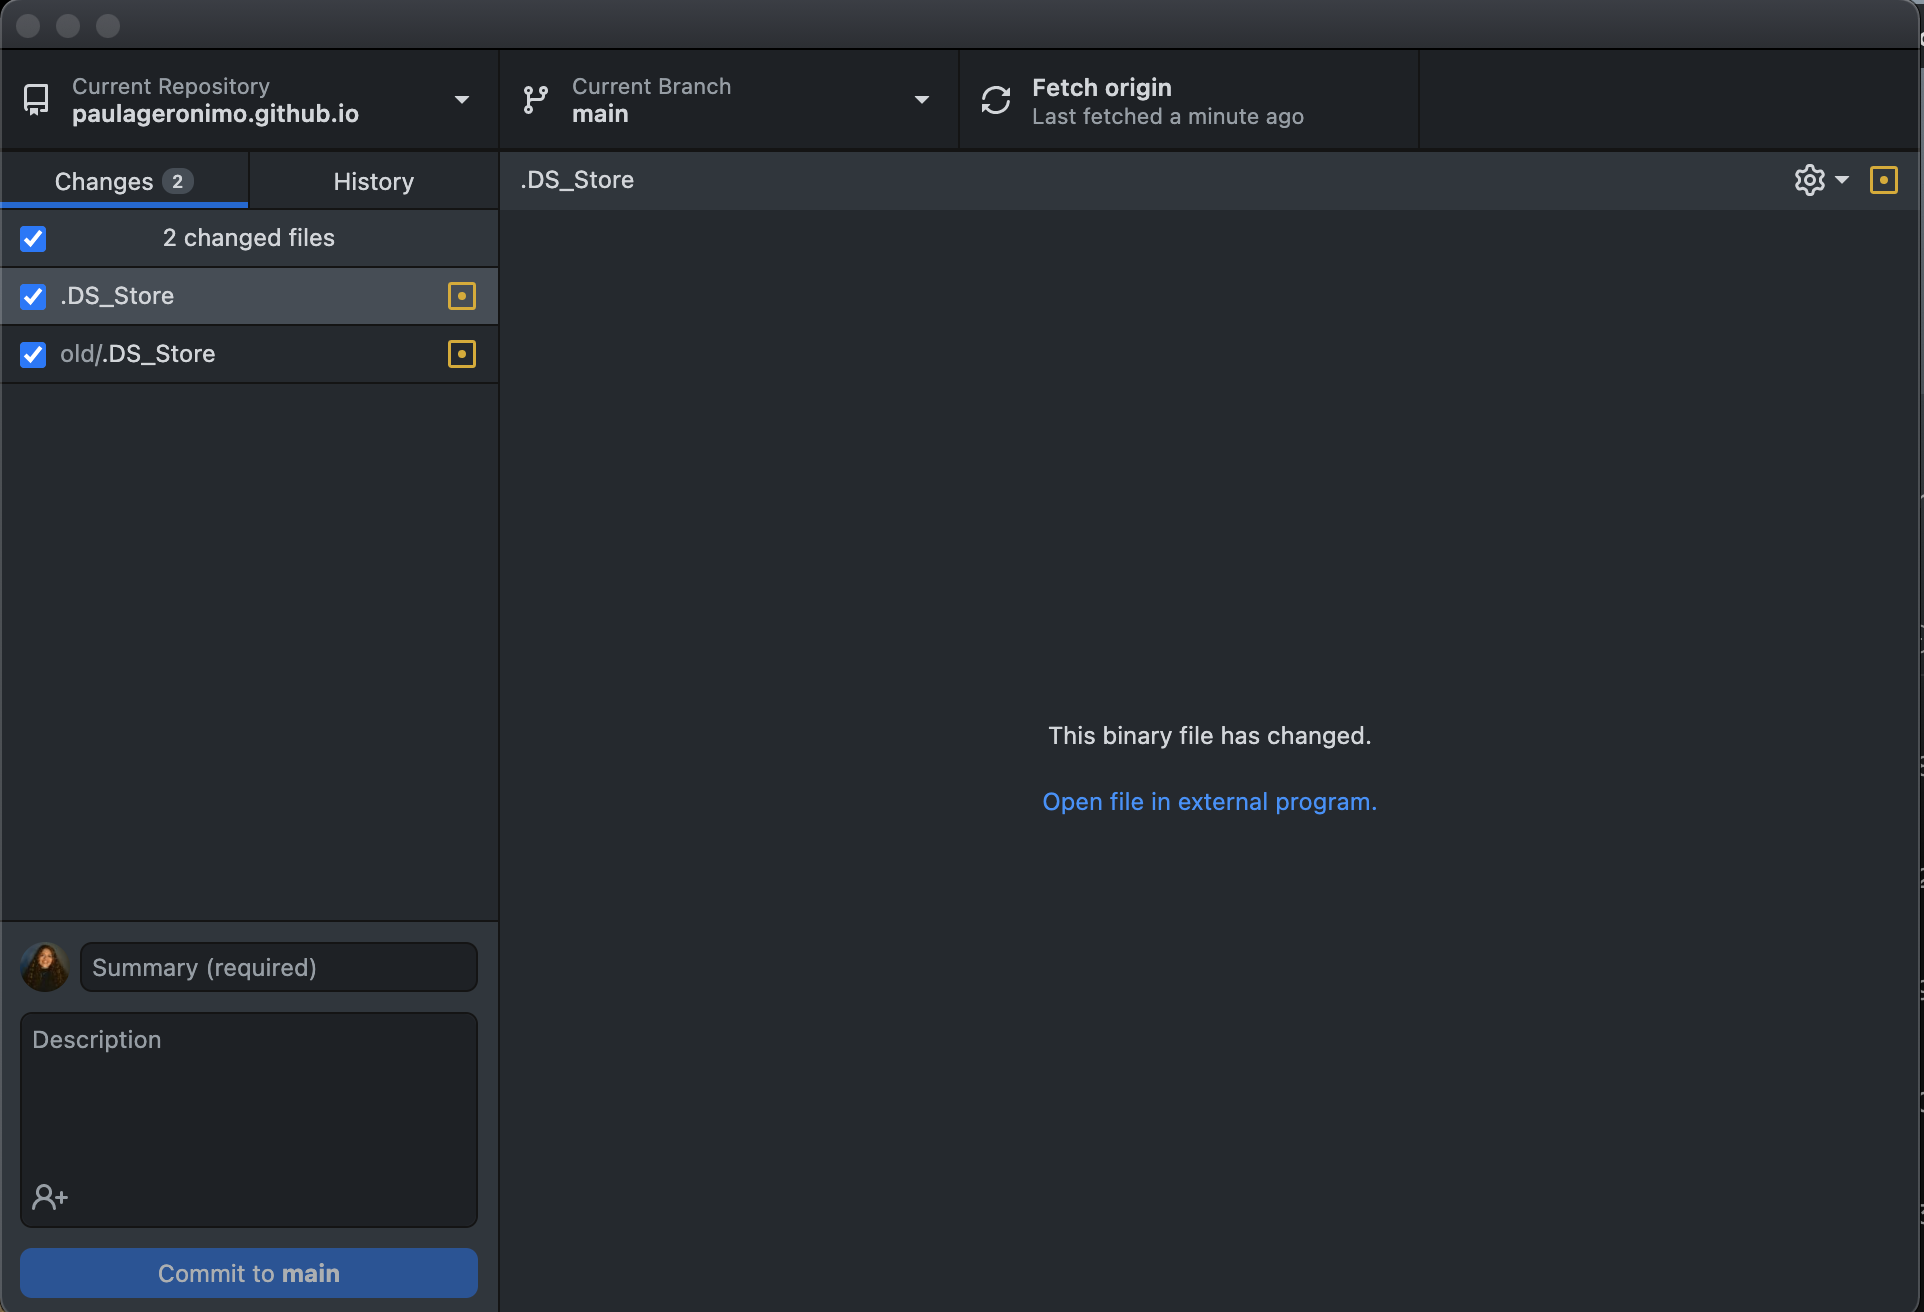 Current Repository
paulageronimo.github.io
Current Branch
main
Fetch origin
Last fetched a minute ago
Changes 2
History
.DS_Store
2 changed files
.DS_Store
old/.DS_Store
This binary file has changed.
Open file in external program.
Summary (required)
Description
Commit to main